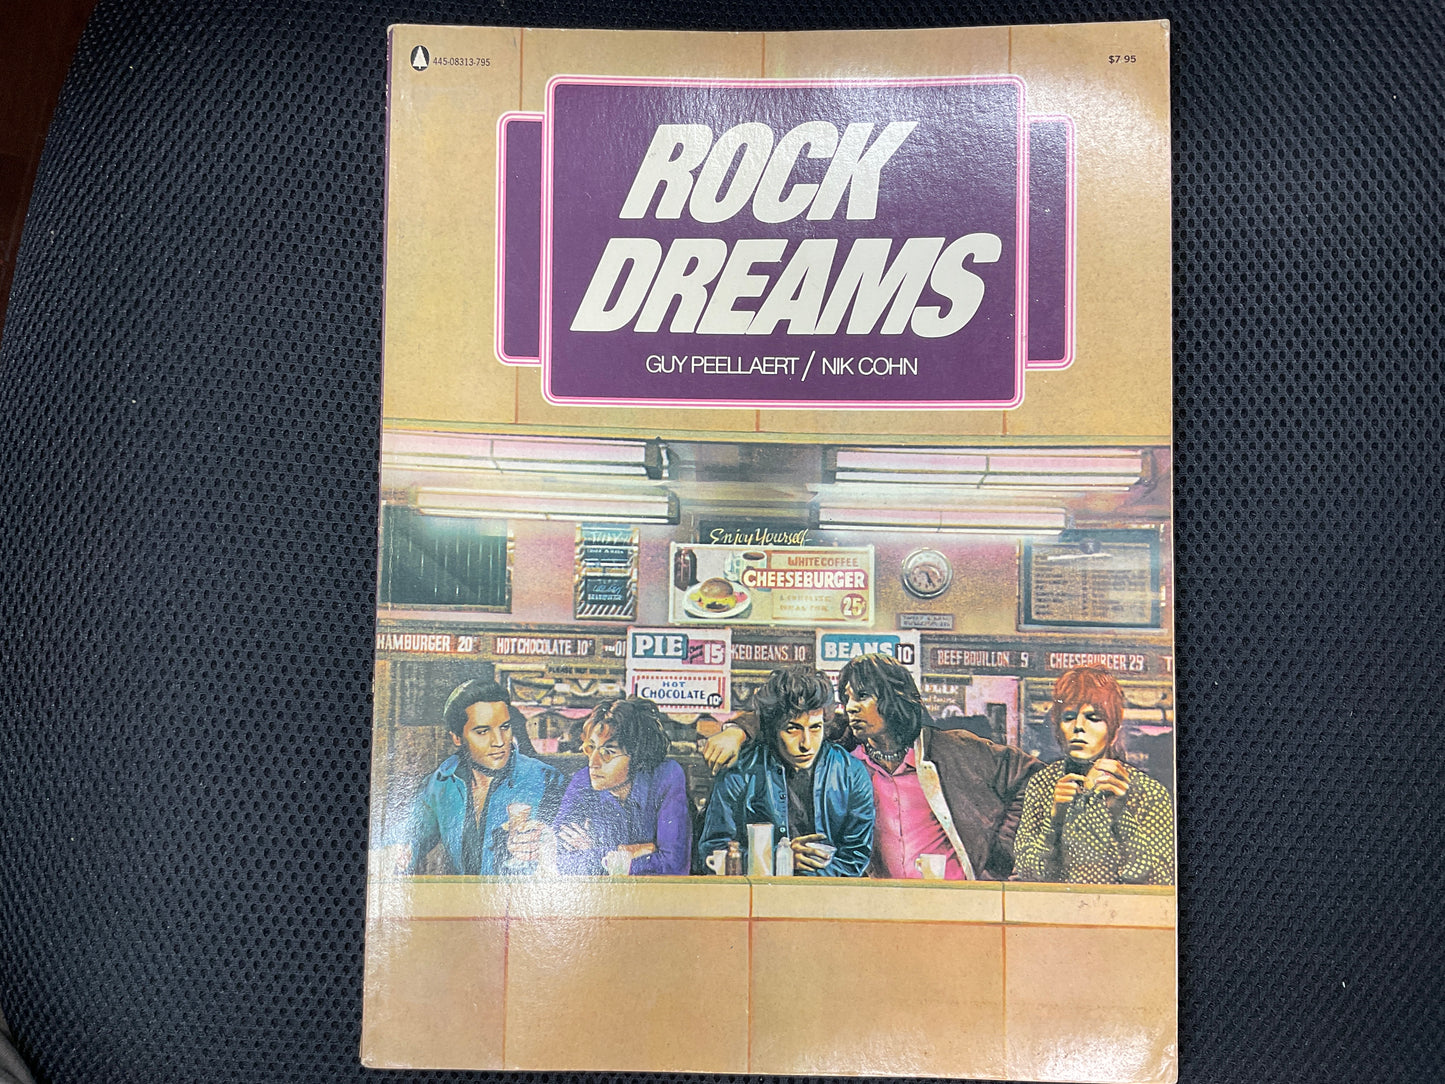 445-08313-795
$7.95
ROCK
DREAMS
GUY PEELLAERT / NIK COHN
Enjoy Yourself
WHITE COFFEE
CHEESEBURGER
25¢
HAMBURGER 20¢ HOT CHOCOLATE 10¢
PIE 15¢
KED BEANS 10
BEANS 10
BEEF BOUILLON 5
CHEESEBURGER 25
HOT
CHOCOLATE 10¢